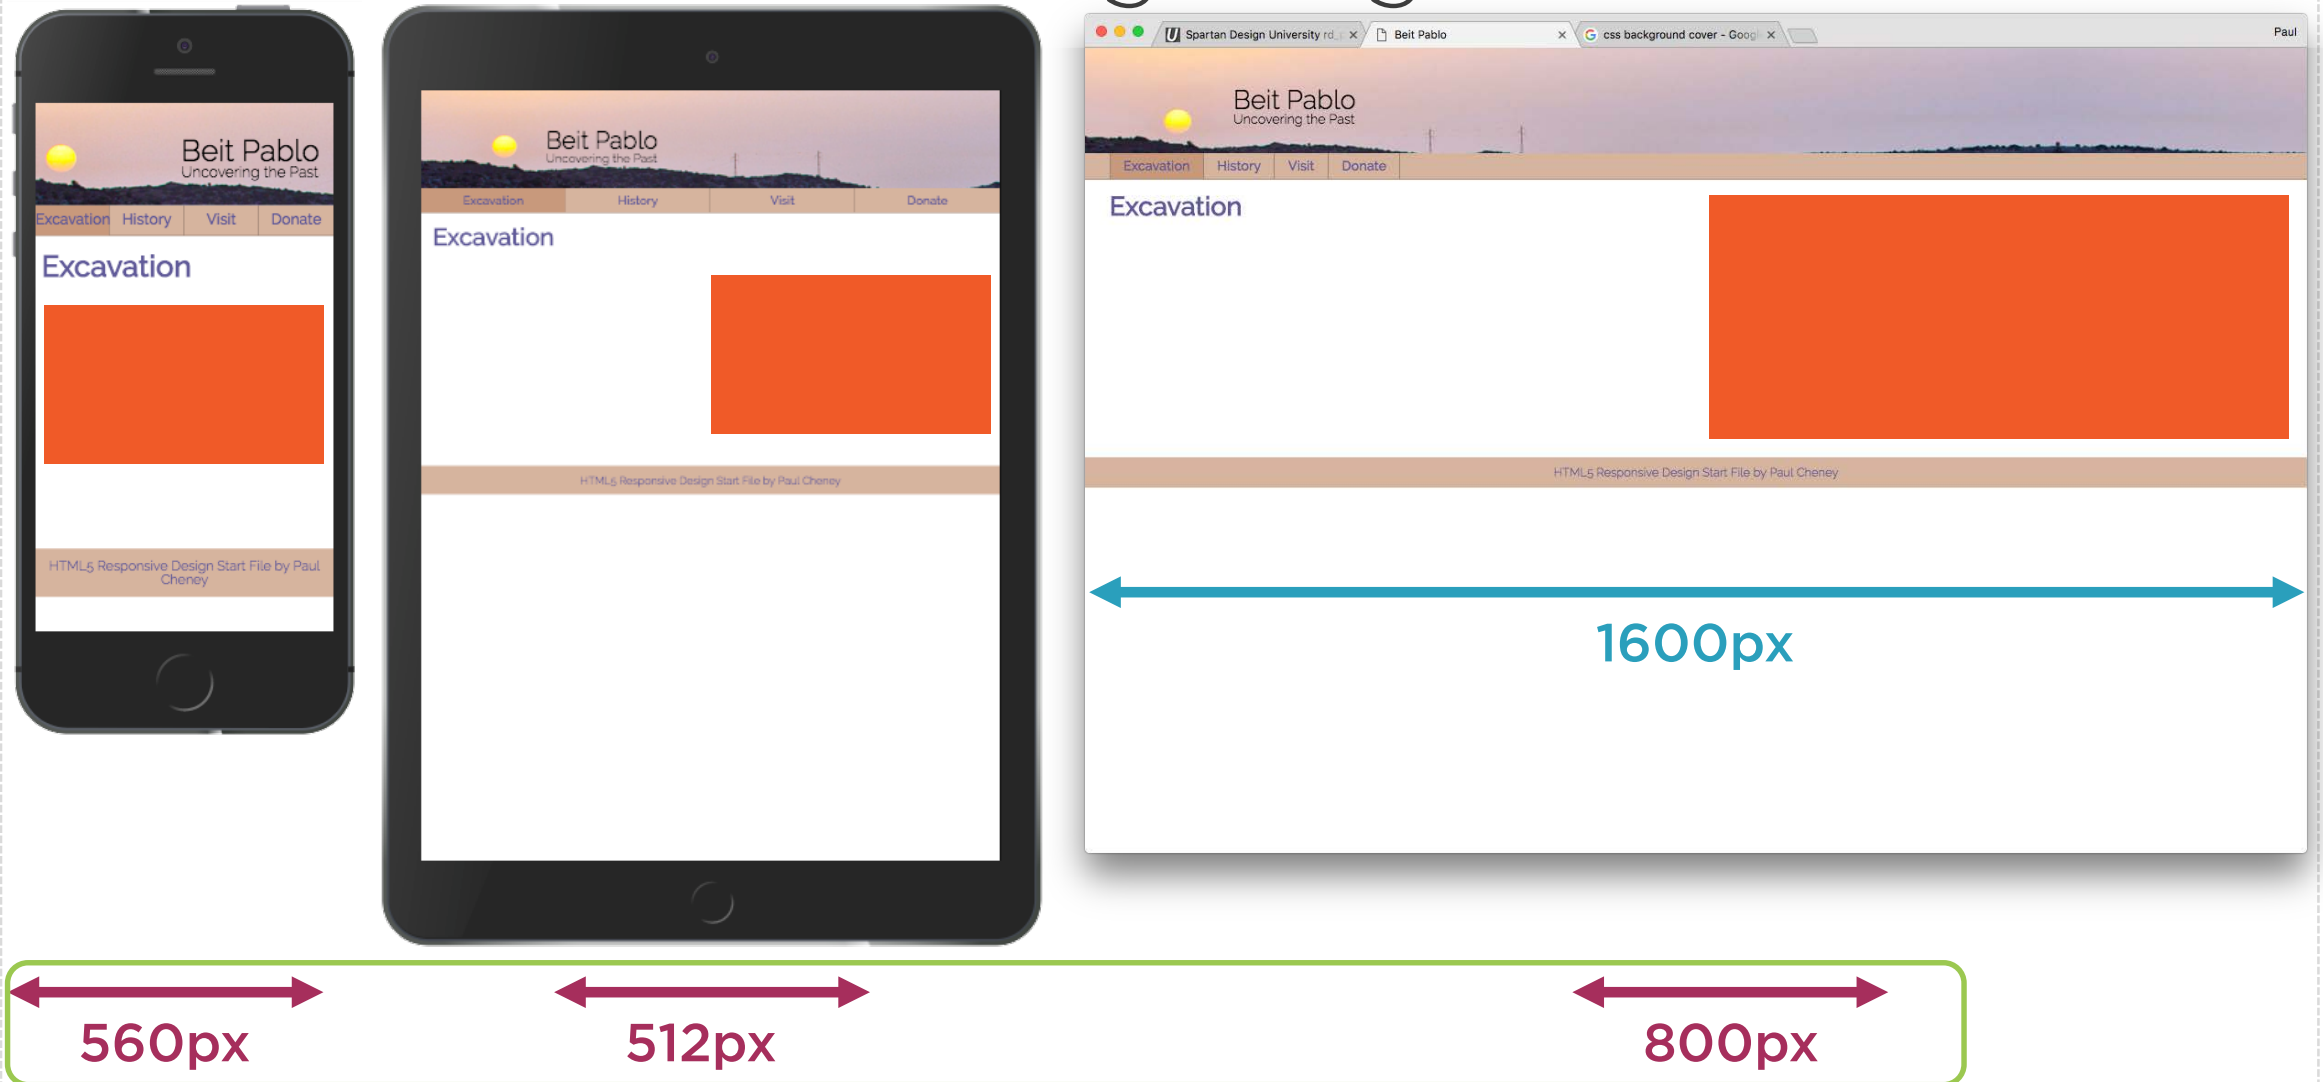 Beit Pablo
Uncovering the Past
Excavation History Visit Donate
Excavation
HTML5 Responsive Design Start File by Paul
Cheney
Beit Pablo
Uncovering the Past
Excavation History Visit Donate
Excavation
HTML5 Responsive Design Start File by Paul Cheney
Spartan Design University rd_ Beit Pablo css background cover - Googl Paul
Beit Pablo
Uncovering the Past
Excavation History Visit Donate
Excavation
HTML5 Responsive Design Start File by Paul Cheney
1600px
560px 512px 800px